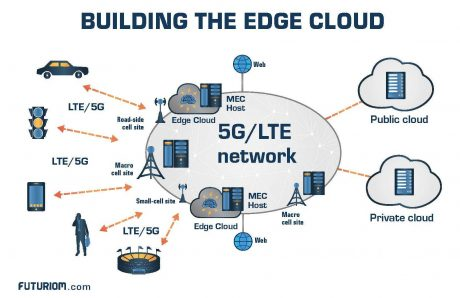 BUILDING THE EDGE CLOUD
Web
MEC
Host
LTE/5G
Road-side
cell site
Edge Cloud
Public cloud
5G/LTE
network
LTE/5G
Macro
cell site
Small-cell site
MEC
Host
Edge Cloud
Macro
cell site
Private cloud
LTE/5G
Web
FUTURIOM.com